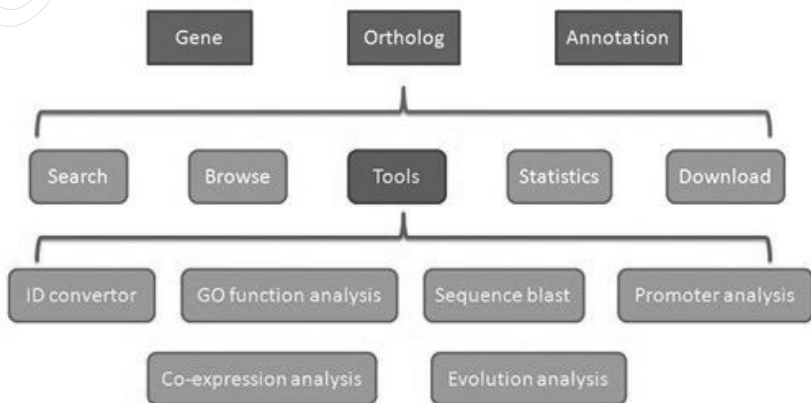 Gene Ortholog Annotation
Search Browse Tools Statistics Download
ID convertor GO function analysis Sequence blast Promoter analysis
Co-expression analysis Evolution analysis